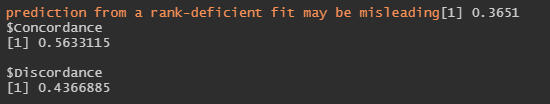 prediction from a rank-deficient fit may be misleading[1] 0.3651
$Concordance
[1] 0.5633115
$Discordance
[1] 0.4366885